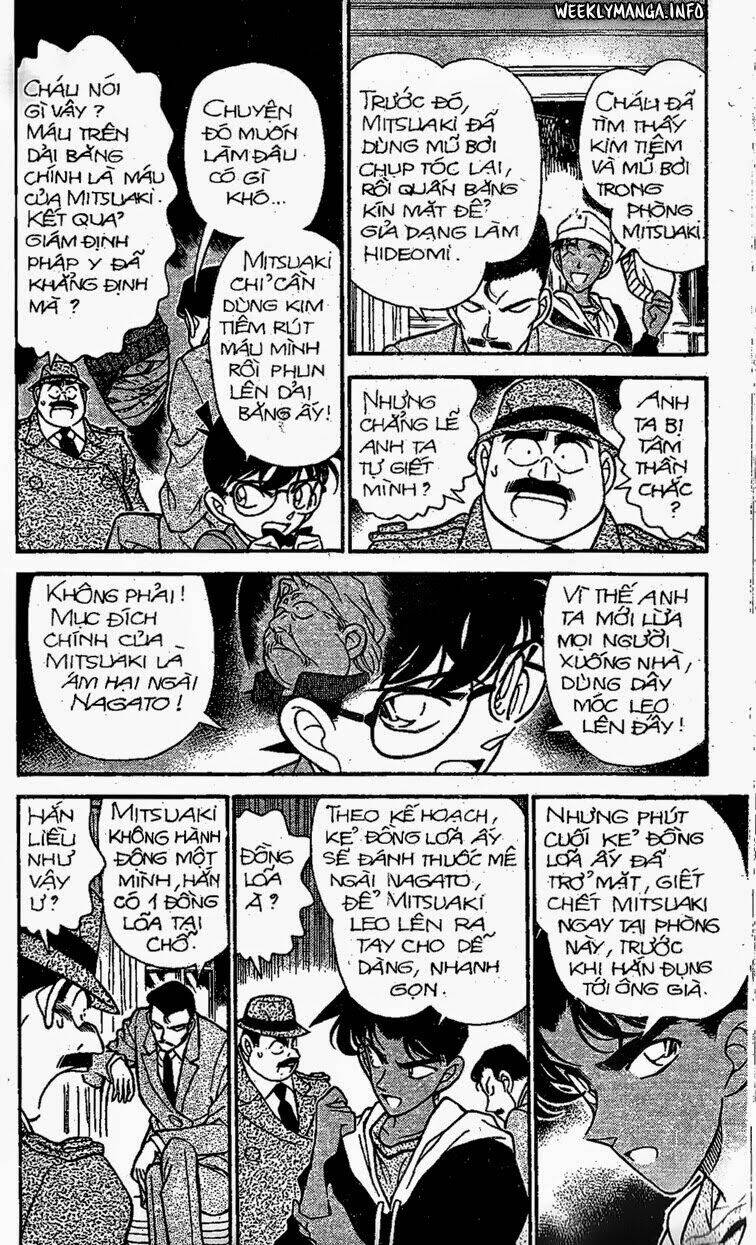 WEEKLYMANGA.INFO
CHÁU NÓI
GÌ VẬY?
MÁU TRÊN
DẢI BĂNG
CHÍNH LÀ MÁU
CỦA MITSUAKI.
KẾT QUẢ
GIÁM ĐỊNH
PHÁP Y ĐÃ
KHẲNG ĐỊNH
MÀ?
CHUYỆN
ĐÓ MUỐN
LÀM ĐÂU
CÓ GÌ
KHÓ...
MITSUAKI
CHỈ CẦN
DÙNG KIM
TIÊM RÚT
MÁU MÌNH
RỒI PHUN
LÊN DẢI
BĂNG ẤY!
TRƯỚC ĐÓ,
MITSUAKI ĐÃ
DÙNG MŨ BƠI
CHỤP TÓC LẠI,
RỒI QUẤN BĂNG
KÍN MẶT ĐỂ
GIẢ DẠNG LÀM
HIDEOMI.
CHÁU ĐÃ
TÌM THẤY
KIM TIÊM
VÀ MŨ BƠI
TRONG
PHÒNG
MITSUAKI.
NHƯNG
CHẲNG LẼ
ANH TA
TỰ GIẾT
MÌNH?
ANH
TA BỊ
TÂM
THẦN
CHẮC
?
KHÔNG PHẢI!
MỤC ĐÍCH
CHÍNH CỦA
MITSUAKI LÀ
ÁM HẠI NGÀI
NAGATO!
VÌ THẾ ANH
TA MỚI LỪA
MỌI NGƯỜI
XUỐNG NHÀ,
DÙNG DÂY
MÓC LEO
LÊN ĐÂY!
HẮN
LIỀU
NHƯ
VẬY
Ư?
MITSUAKI
KHÔNG HÀNH
ĐỘNG MỘT
MÌNH, HẮN
CÓ 1 ĐỒNG
LÕA TẠI
CHỖ.
ĐỒNG
LÕA
À?
THEO KẾ HOẠCH,
KẺ ĐỒNG LÕA ẤY
SẼ ĐÁNH THUỐC MÊ
NGÀI NAGATO,
ĐỂ MITSUAKI
LEO LÊN RA
TAY CHO DỄ
DÀNG, NHANH
GỌN.
NHƯNG PHÚT
CUỐI KẺ ĐỒNG
LÕA ẤY ĐÃ
TRỞ MẶT, GIẾT
CHẾT MITSUAKI
NGAY TẠI PHÒNG
NÀY, TRƯỚC
KHI HẮN ĐỤNG
TỚI ÔNG GIÀ.